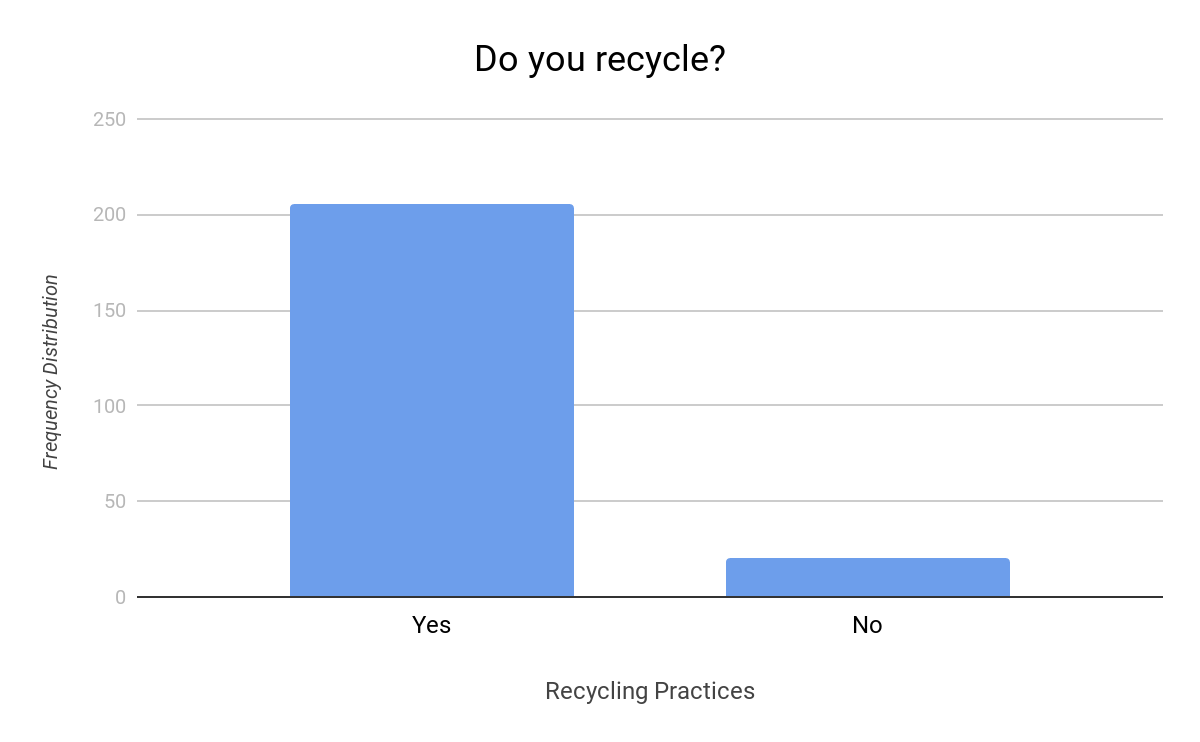 Do you recycle?
250
200
150
100
50
0
Frequency Distribution
Yes
No
Recycling Practices